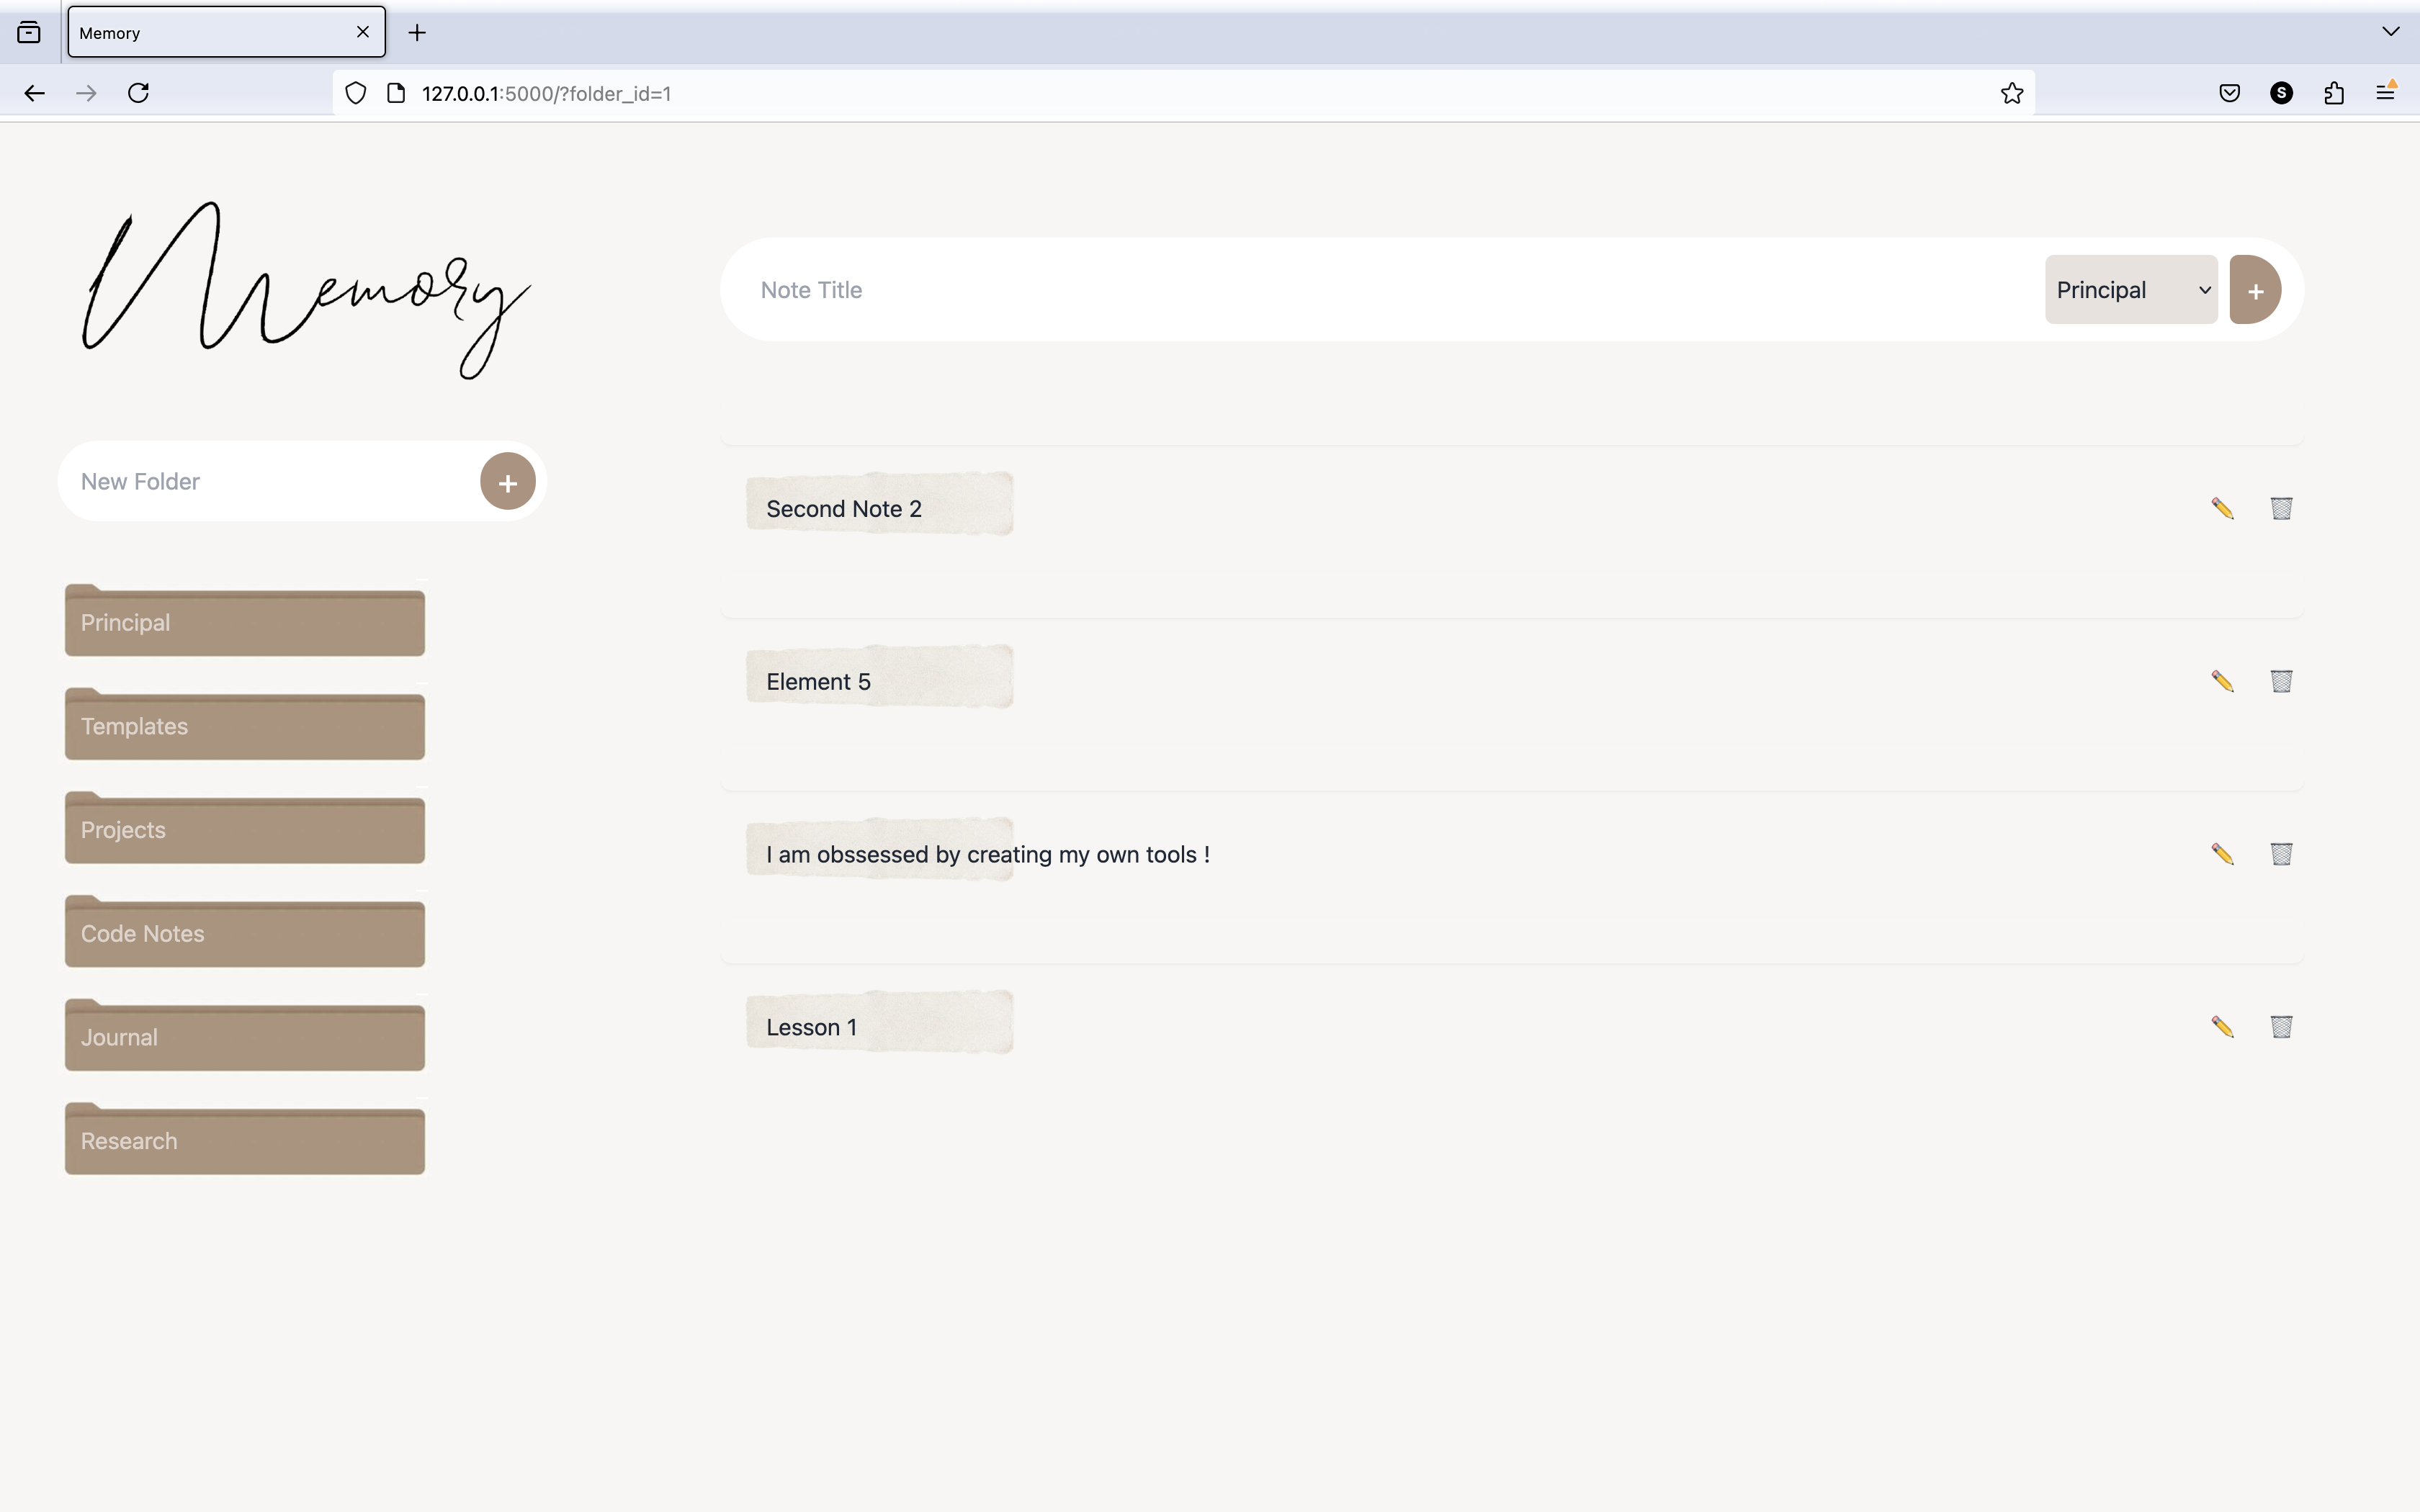 Memory
127.0.0.1:5000/?folder_id=1
S
Memory
Note Title
Principal
+
New Folder
+
Principal
Templates
Projects
Code Notes
Journal
Research
Second Note 2
Element 5
I am obssessed by creating my own tools !
Lesson 1